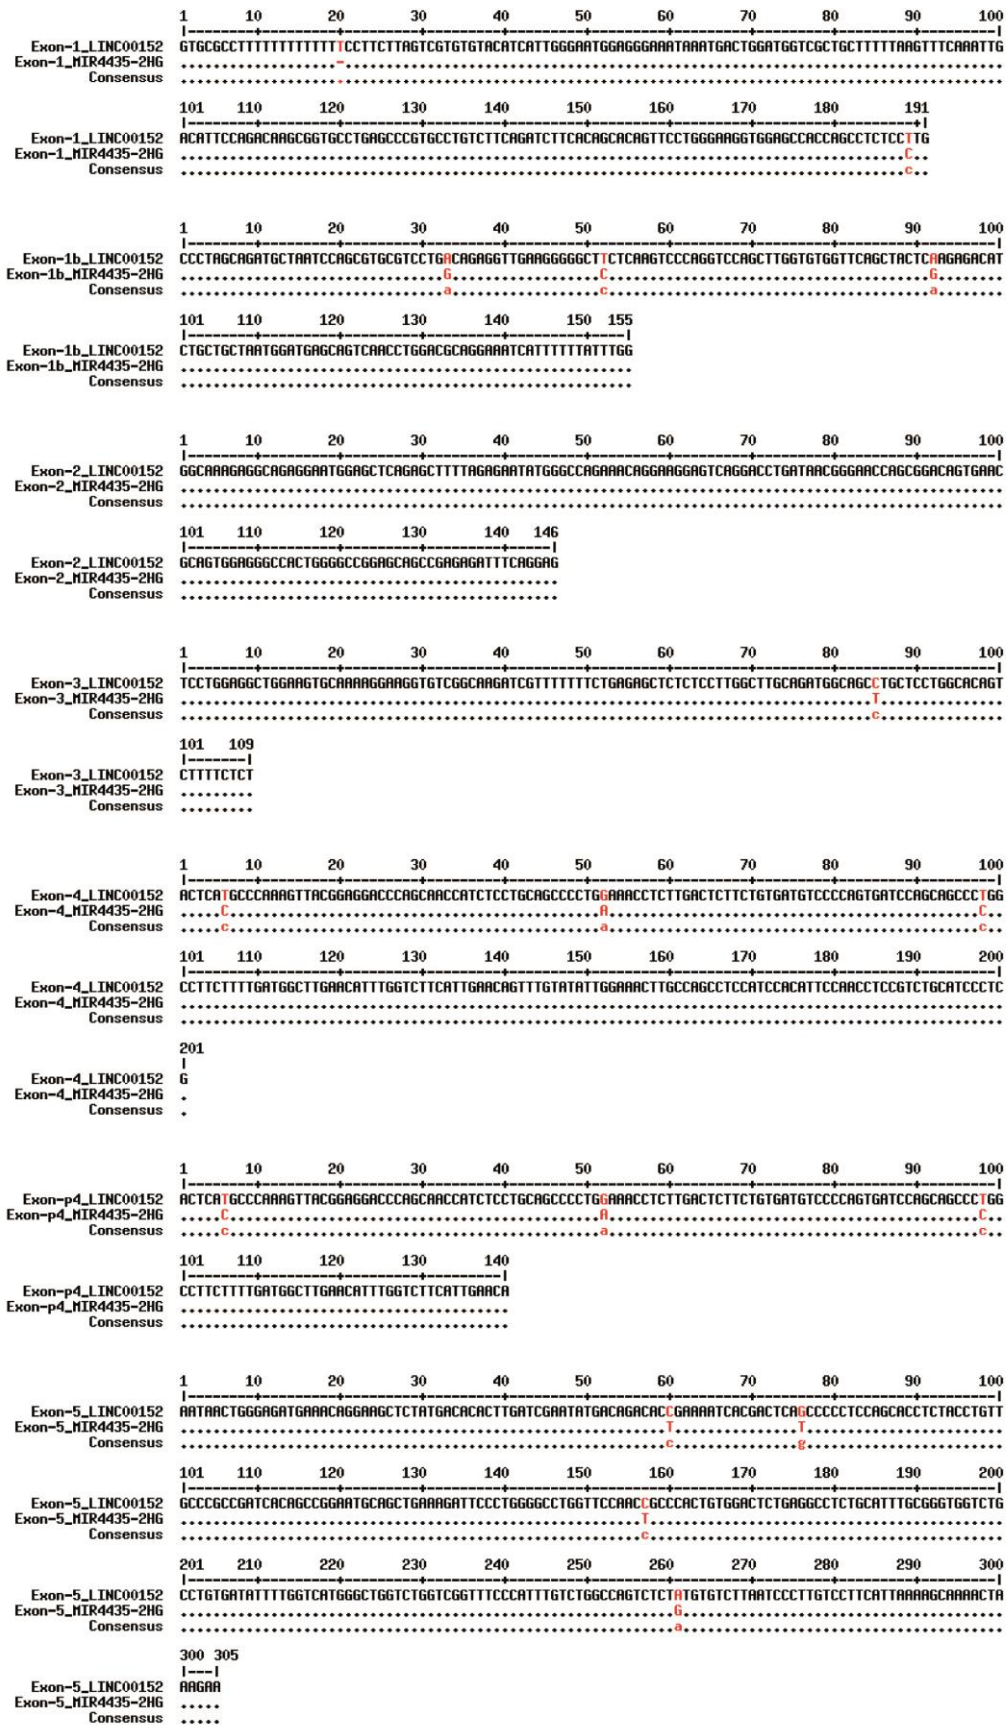 1 10 20 30 40 50 60 70 80 90 100
|--------+---------+---------+---------+---------+---------+---------+---------+---------+---------|
Exon-1_LINC00152 GTGCGCCTTTTTTTTTTTTTTCCTTCTTAGTCGTGTGTACATCATTGGGAATGGAGGGAAATAAATGACTGGATGGTCGCTGCTTTTTAAGTTTCAAATTG
Exon-1_MIR4435-2HG ...................-................................................................................
Consensus ....................................................................................................
101 110 120 130 140 150 160 170 180 191
|--------+---------+---------+---------+---------+---------+---------+---------+----------|
Exon-1_LINC00152 ACATTCCAGACAAGCGGTGCCTGAGCCCGTGCCTGTCTTCAGATCTTCACAGCACAGTTCCTGGGAAGGTGGAGCCACCAGCCTCTCCTTG
Exon-1_MIR4435-2HG ........................................................................................C..
Consensus ........................................................................................c..
1 10 20 30 40 50 60 70 80 90 100
|--------+---------+---------+---------+---------+---------+---------+---------+---------+---------|
Exon-1b_LINC00152 CCCTAGCAGATGCTAATCCAGCGTGCGTCCTGACAGAGGTTGAAGGGGGCTTCTCAAGTCCCAGGTCCAGCTTGGTGTGGTTCAGCTACTCAAGAGACAT
Exon-1b_MIR4435-2HG ................................G..................C.......................................G........
Consensus ................................a..................c.......................................a........
101 110 120 130 140 150 155
|--------+---------+---------+---------+---------+----|
Exon-1b_LINC00152 CTGCTGCTAATGGATGAGCAGTCAACCTGGACGCAGGAAATCATTTTTTATTTGG
Exon-1b_MIR4435-2HG .......................................................
Consensus .......................................................
1 10 20 30 40 50 60 70 80 90 100
|--------+---------+---------+---------+---------+---------+---------+---------+---------+---------|
Exon-2_LINC00152 GGCAAAGAGGCAGAGGAATGGAGCTCAGAGCTTTTAGAGAATATGGGCCAGAAACAGGAAGGAGTCAGGACCTGATAACGGGAACCAGCGGACAGTGAAC
Exon-2_MIR4435-2HG ....................................................................................................
Consensus ....................................................................................................
101 110 120 130 140 146
|--------+---------+---------+---------+-----|
Exon-2_LINC00152 GCAGTGGAGGGCCACTGGGGCCGGAGCAGCCGAGAGATTTCAGGAG
Exon-2_MIR4435-2HG ..............................................
Consensus ..............................................
1 10 20 30 40 50 60 70 80 90 100
|--------+---------+---------+---------+---------+---------+---------+---------+---------+---------|
Exon-3_LINC00152 TCCTGGAGGCTGGAAGTGCAAAAGGAAGGTGTCGGCAAGATCGTTTTTTTCTGAGAGCTCTCTCCTTGGCTTGCAGATGGCAGCCTGCTCCTGGCACAGT
Exon-3_MIR4435-2HG ....................................................................................T...............
Consensus ....................................................................................c...............
101 109
|-------|
Exon-3_LINC00152 CTTTTCTCT
Exon-3_MIR4435-2HG .........
Consensus .........
1 10 20 30 40 50 60 70 80 90 100
|--------+---------+---------+---------+---------+---------+---------+---------+---------+---------|
Exon-4_LINC00152 ACTCATGCCCAAAGTTACGGAGGACCCAGCAACCATCTCCTGCAGCCCCTGGAAACCTCTTGACTCTTCTGTGATGTCCCCAGTGATCCAGCAGCCCTGG
Exon-4_MIR4435-2HG .....C.............................................A.............................................C..
Consensus .....c.............................................a.............................................c..
101 110 120 130 140 150 160 170 180 190 200
|--------+---------+---------+---------+---------+---------+---------+---------+---------+---------|
Exon-4_LINC00152 CCTTCTTTTGATGGCTTGAACATTTGGTCTTCATTGAACAGTTTGTATATTGGAAACTTGCCAGCCTCCATCCACATTCCAACCTCCGTCTGCATCCCTC
Exon-4_MIR4435-2HG ....................................................................................................
Consensus ....................................................................................................
201
|
Exon-4_LINC00152 G
Exon-4_MIR4435-2HG .
Consensus .
1 10 20 30 40 50 60 70 80 90 100
|--------+---------+---------+---------+---------+---------+---------+---------+---------+---------|
Exon-p4_LINC00152 ACTCATGCCCAAAGTTACGGAGGACCCAGCAACCATCTCCTGCAGCCCCTGGAAACCTCTTGACTCTTCTGTGATGTCCCCAGTGATCCAGCAGCCCTGG
Exon-p4_MIR4435-2HG .....C.............................................A.............................................C..
Consensus .....c.............................................a.............................................c..
101 110 120 130 140
|--------+---------+---------+---------|
Exon-p4_LINC00152 CCTTCTTTTGATGGCTTGAACATTTGGTCTTCATTGAACA
Exon-p4_MIR4435-2HG ........................................
Consensus ........................................
1 10 20 30 40 50 60 70 80 90 100
|--------+---------+---------+---------+---------+---------+---------+---------+---------+---------|
Exon-5_LINC00152 AATAACTGGGAGATGAAACAGGAAGCTCTATGACACACTTGATCGAATATGACAGACACCGAAAATCACGACTCAGCCCCCTCCAGCACCTCTACCTGTT
Exon-5_MIR4435-2HG ...........................................................T...............T........................
Consensus ...........................................................c...............g........................
101 110 120 130 140 150 160 170 180 190 200
|--------+---------+---------+---------+---------+---------+---------+---------+---------+---------|
Exon-5_LINC00152 GCCCGCCGATCACAGCCGGAATGCAGCTGAAAGATTCCCTGGGGCCTGGTTCCAACCGCCCACTGTGGACTCTGAGGCCTCTGCATTTGCGGGTGGTCTG
Exon-5_MIR4435-2HG ........................................................T...........................................
Consensus ........................................................c...........................................
201 210 220 230 240 250 260 270 280 290 300
|--------+---------+---------+---------+---------+---------+---------+---------+---------+---------|
Exon-5_LINC00152 CCTGTGATATTTTGGTCATGGGCTGGTCTGGTCGGTTTCCCATTTGTCTGGCCAGTCTCTATGTGTCTTAATCCCTTGTCCTTCATTAAAAGCAAAACTA
Exon-5_MIR4435-2HG ............................................................G.......................................
Consensus ............................................................a.......................................
300 305
|---|
Exon-5_LINC00152 AAGAA
Exon-5_MIR4435-2HG .....
Consensus .....